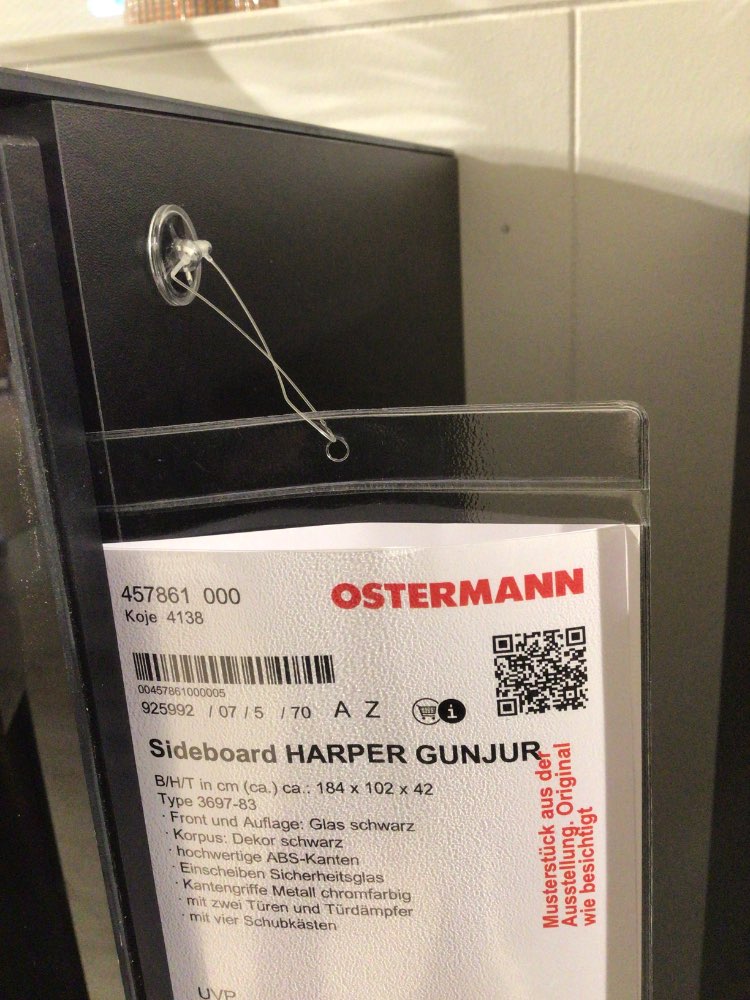 457861 000
Koje 4138
OSTERMANN
00457861000005
925992 / 07 / 5 / 70 A Z
i
Sideboard HARPER GUNJUR
B/H/T in cm (ca.) ca.: 184 x 102 x 42
Type 3697-83
· Front und Auflage: Glas schwarz
· Korpus: Dekor schwarz
· hochwertige ABS-Kanten
· Einscheiben Sicherheitsglas
· Kantengriffe Metall chromfarbig
· mit zwei Türen und Türdämpfer
· mit vier Schubkästen
UVP
Musterstück aus der
Ausstellung. Original
wie besichtigt